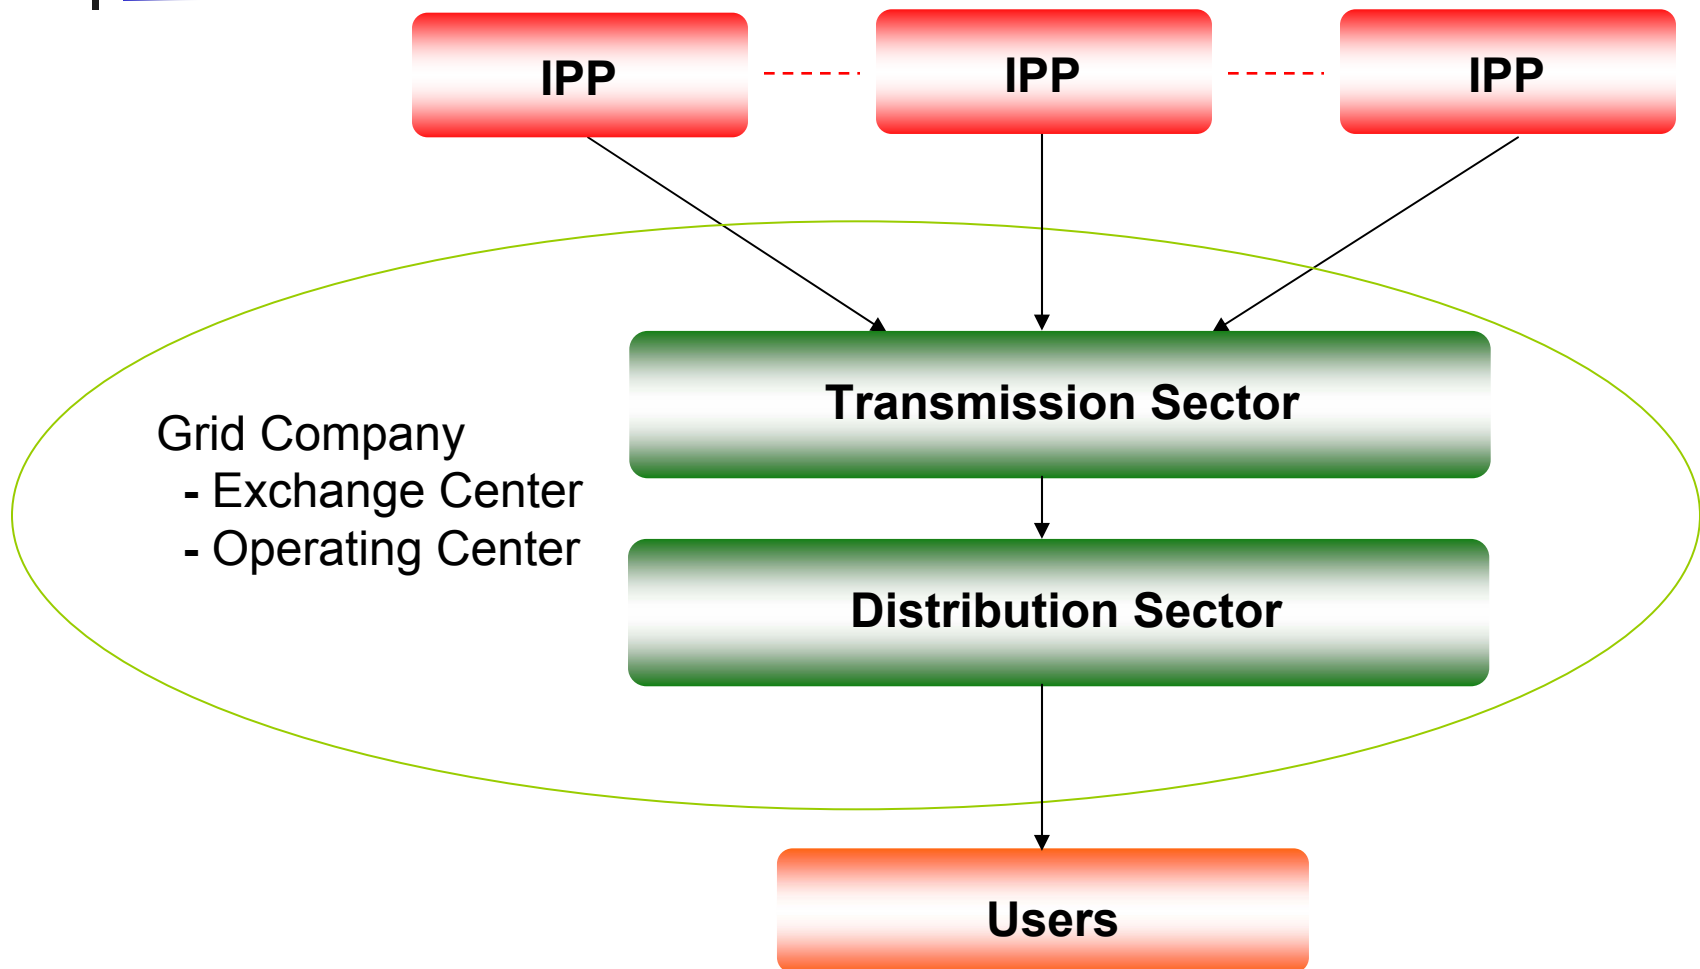 IPP
IPP
IPP
Transmission Sector
Grid Company
- Exchange Center
- Operating Center
Distribution Sector
Users